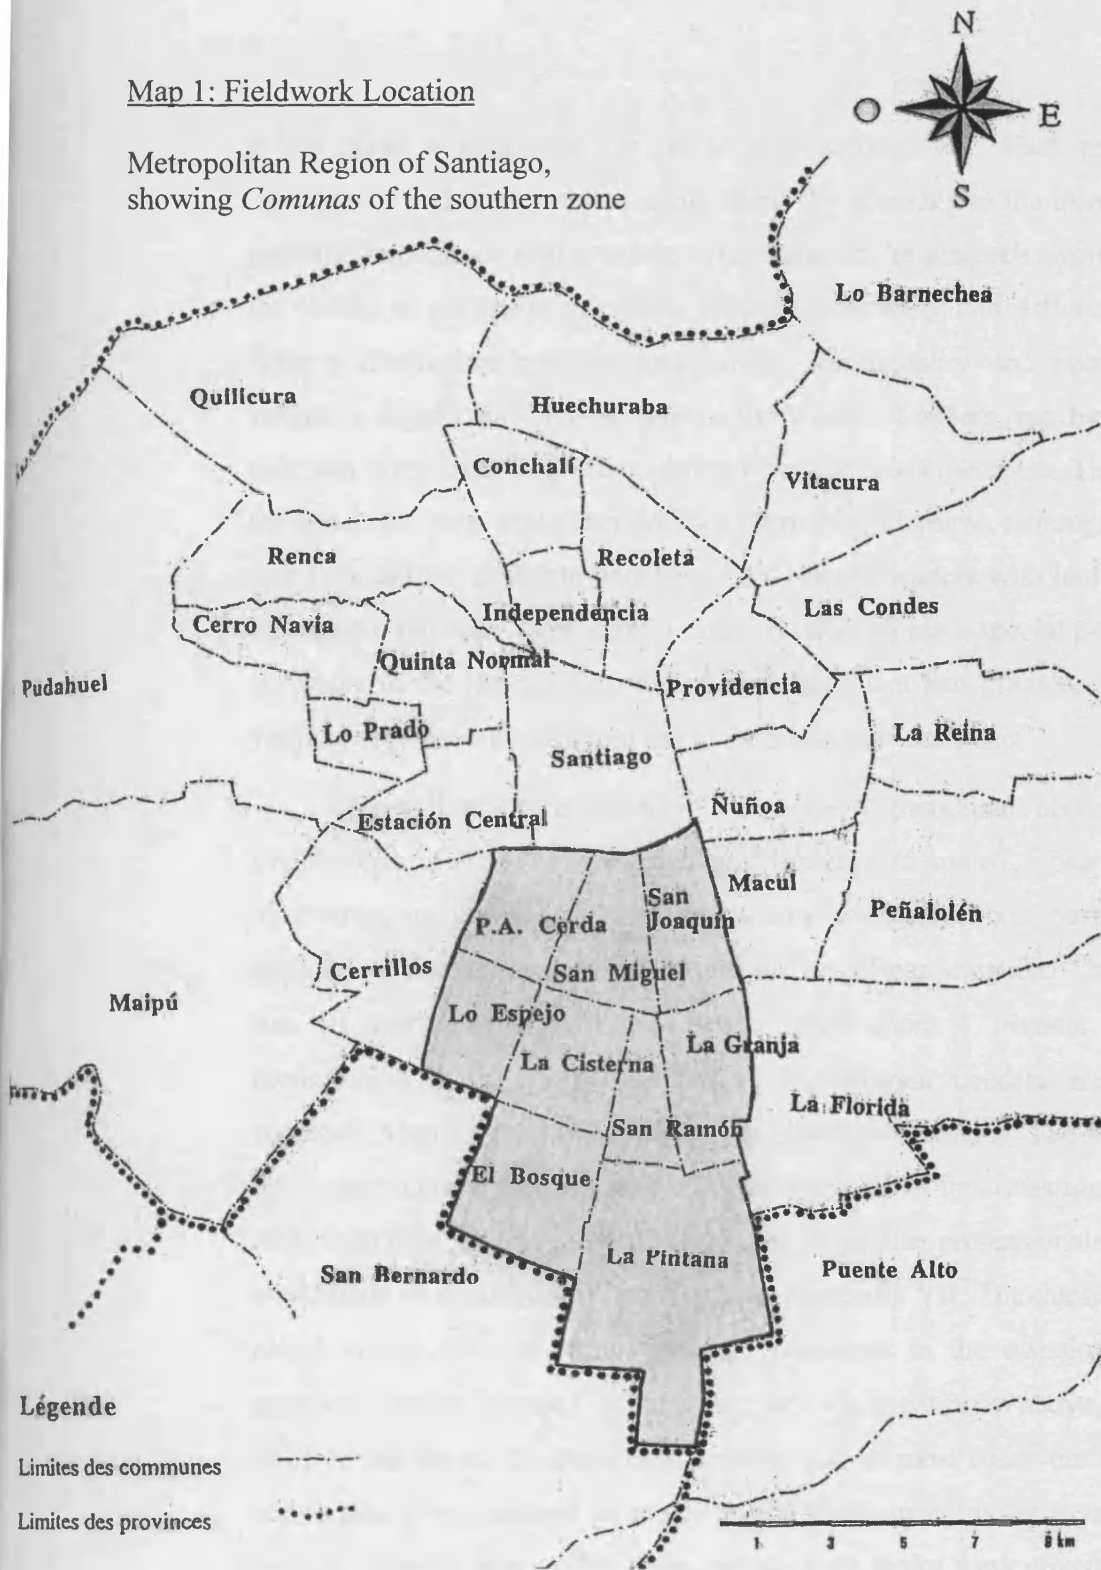 N
Map 1: Fieldwork Location
O
E
Metropolitan Region of Santiago,
showing Comunas of the southern zone
S
Lo Barnechea
Quilicura
Huechuraba
Conchalí
Vitacura
Renca
Recoleta
Independéncia
Las Condes
Cerro Navia
Quinta Normal
Pudahuel
Providencia
Lo Prado
La Reina
Santiago
Ñuñoa
Estación Central
Macul
San
Joaquín
Peñalolén
P.A. Cerda
Cerrillos
San Miguel
Maipú
Lo Espejo
La Granja
La Cisterna
La Florida
San Ramón
El Bosque
La Pintana
San Bernardo
Puente Alto
Légende
Limites des communes
Limites des provinces
1 3 5 7 9 km